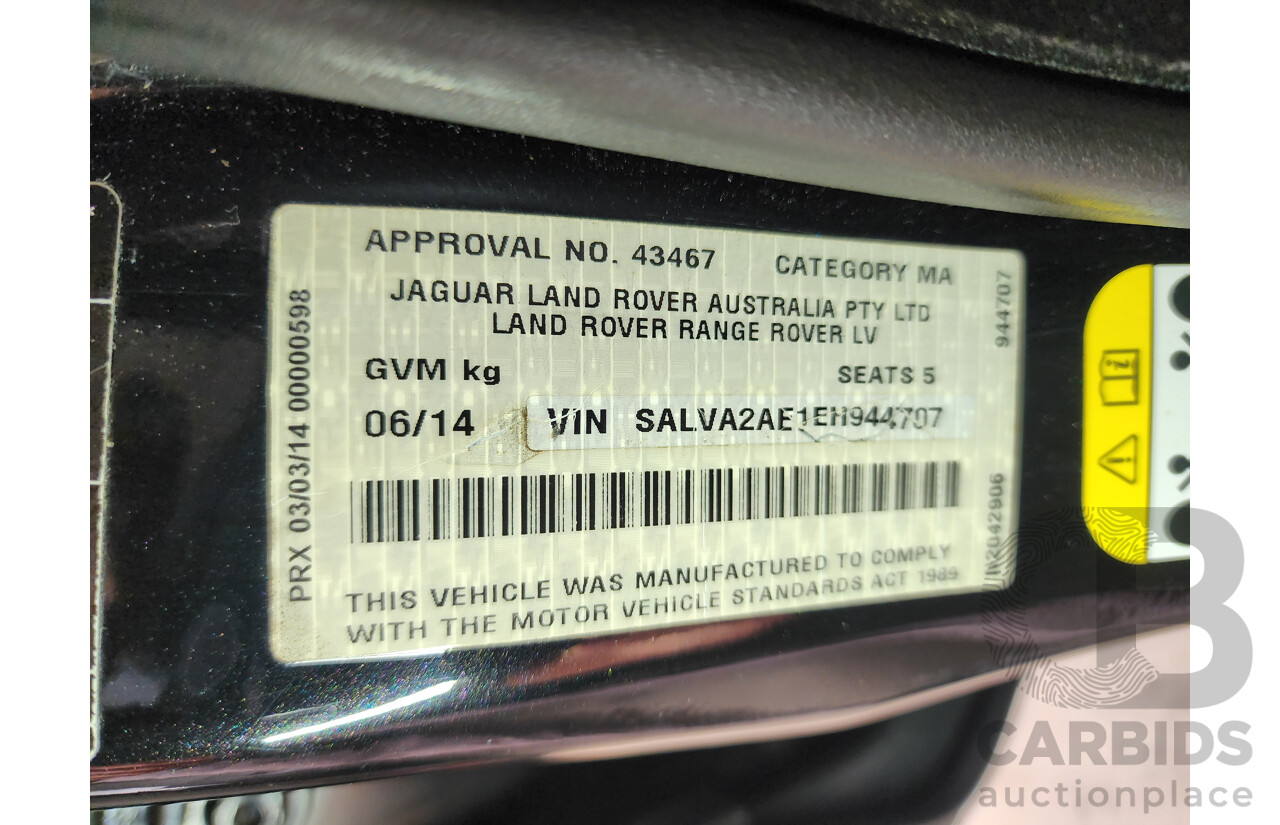 APPROVAL NO. 43467
CATEGORY MA
JAGUAR LAND ROVER AUSTRALIA PTY LTD
LAND ROVER RANGE ROVER LV
GVM kg
SEATS 5
06/14
VIN SALVA2AE1EH944707
THIS VEHICLE WAS MANUFACTURED TO COMPLY
WITH THE MOTOR VEHICLE STANDARDS ACT 1989
PRX 03/03/14 00000598
944707
CB
CARBIDS
auctionplace